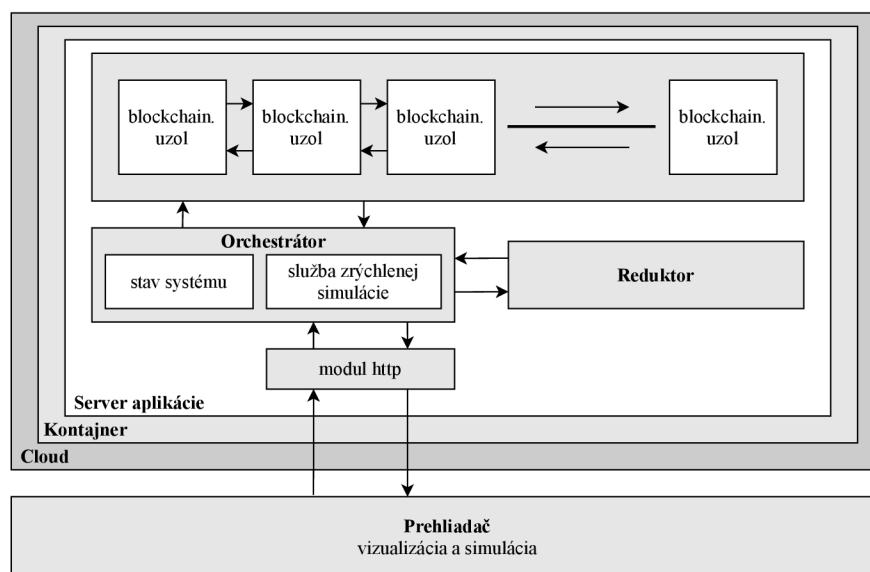 blockchain.
uzol
blockchain.
uzol
blockchain.
uzol
blockchain.
uzol
Orchestrátor
stav systému
služba zrýchlenej
simulácie
Reduktor
modul http
Server aplikácie
Kontajner
Cloud
Prehliadač
vizualizácia a simulácia